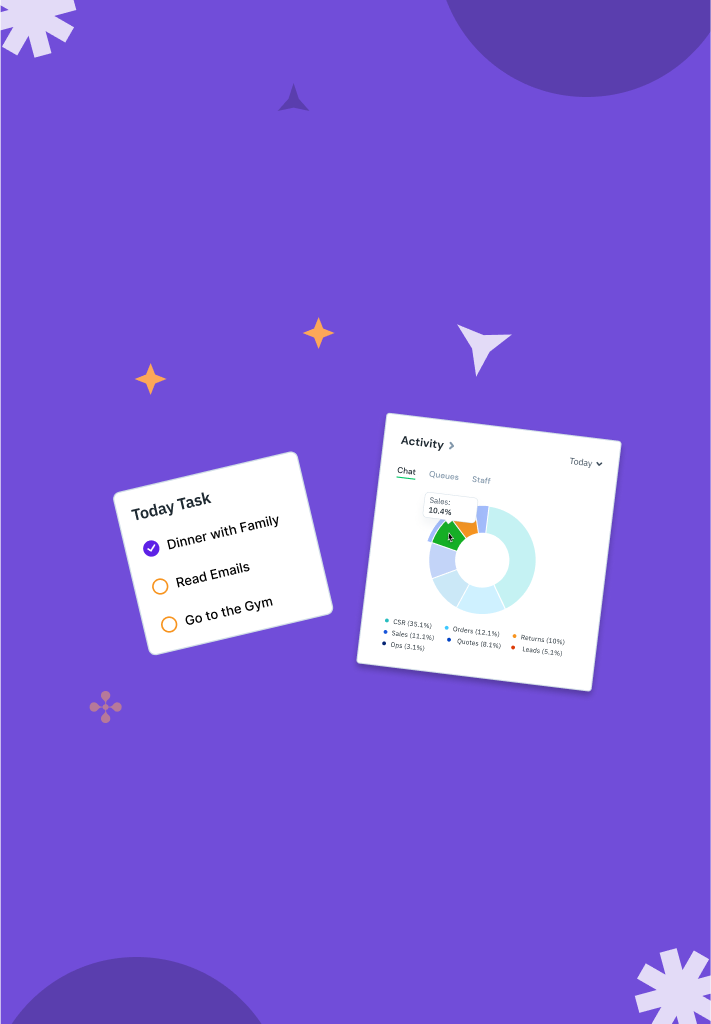 Today Task
Dinner with Family
Read Emails
Go to the Gym
Activity
Today
Chat Queues Staff
Sales:
10.4%
CSR (35.1%) Orders (12.1%) Returns (10%)
Sales (11.1%) Quotes (8.1%) Leads (5.1%)
Ops (3.1%)